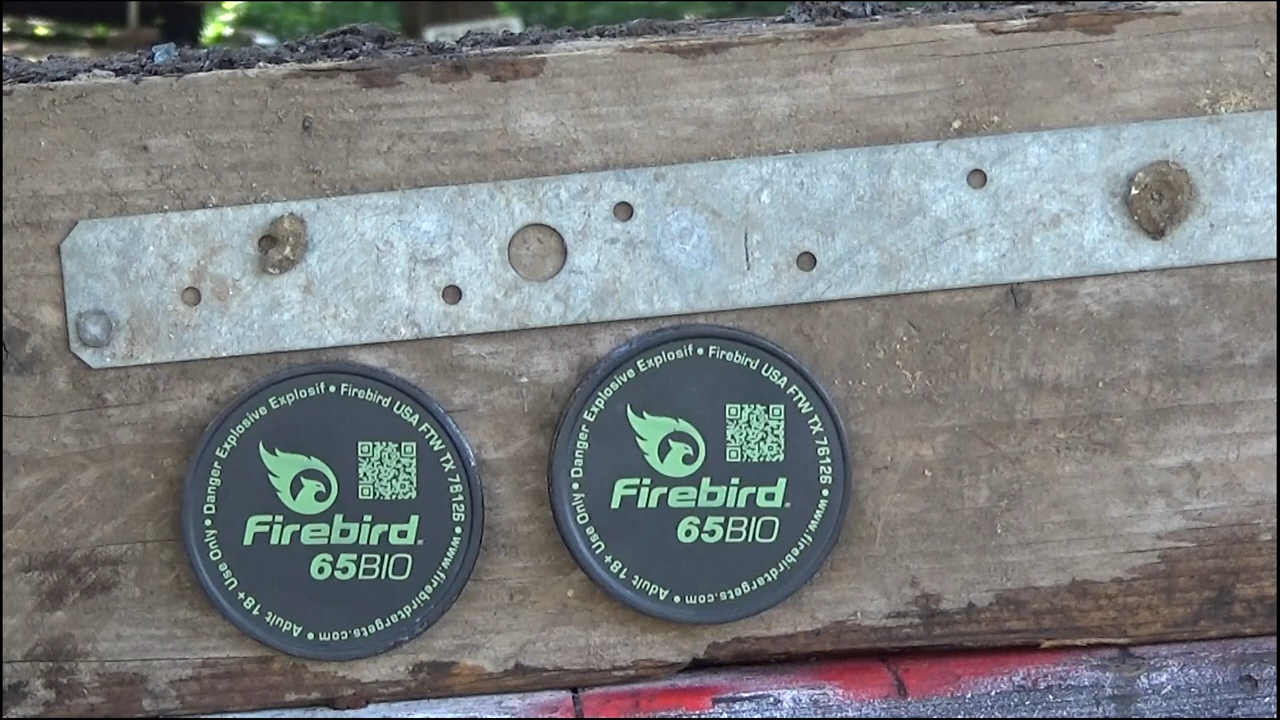 Adult 18+ Use Only • Danger Explosive Explosif • Firebird USA FTW TX 76126 • www.firebirdtargets.com •
Firebird®
65BIO
Adult 18+ Use Only • Danger Explosive Explosif • Firebird USA FTW TX 76126 • www.firebirdtargets.com •
Firebird®
65BIO